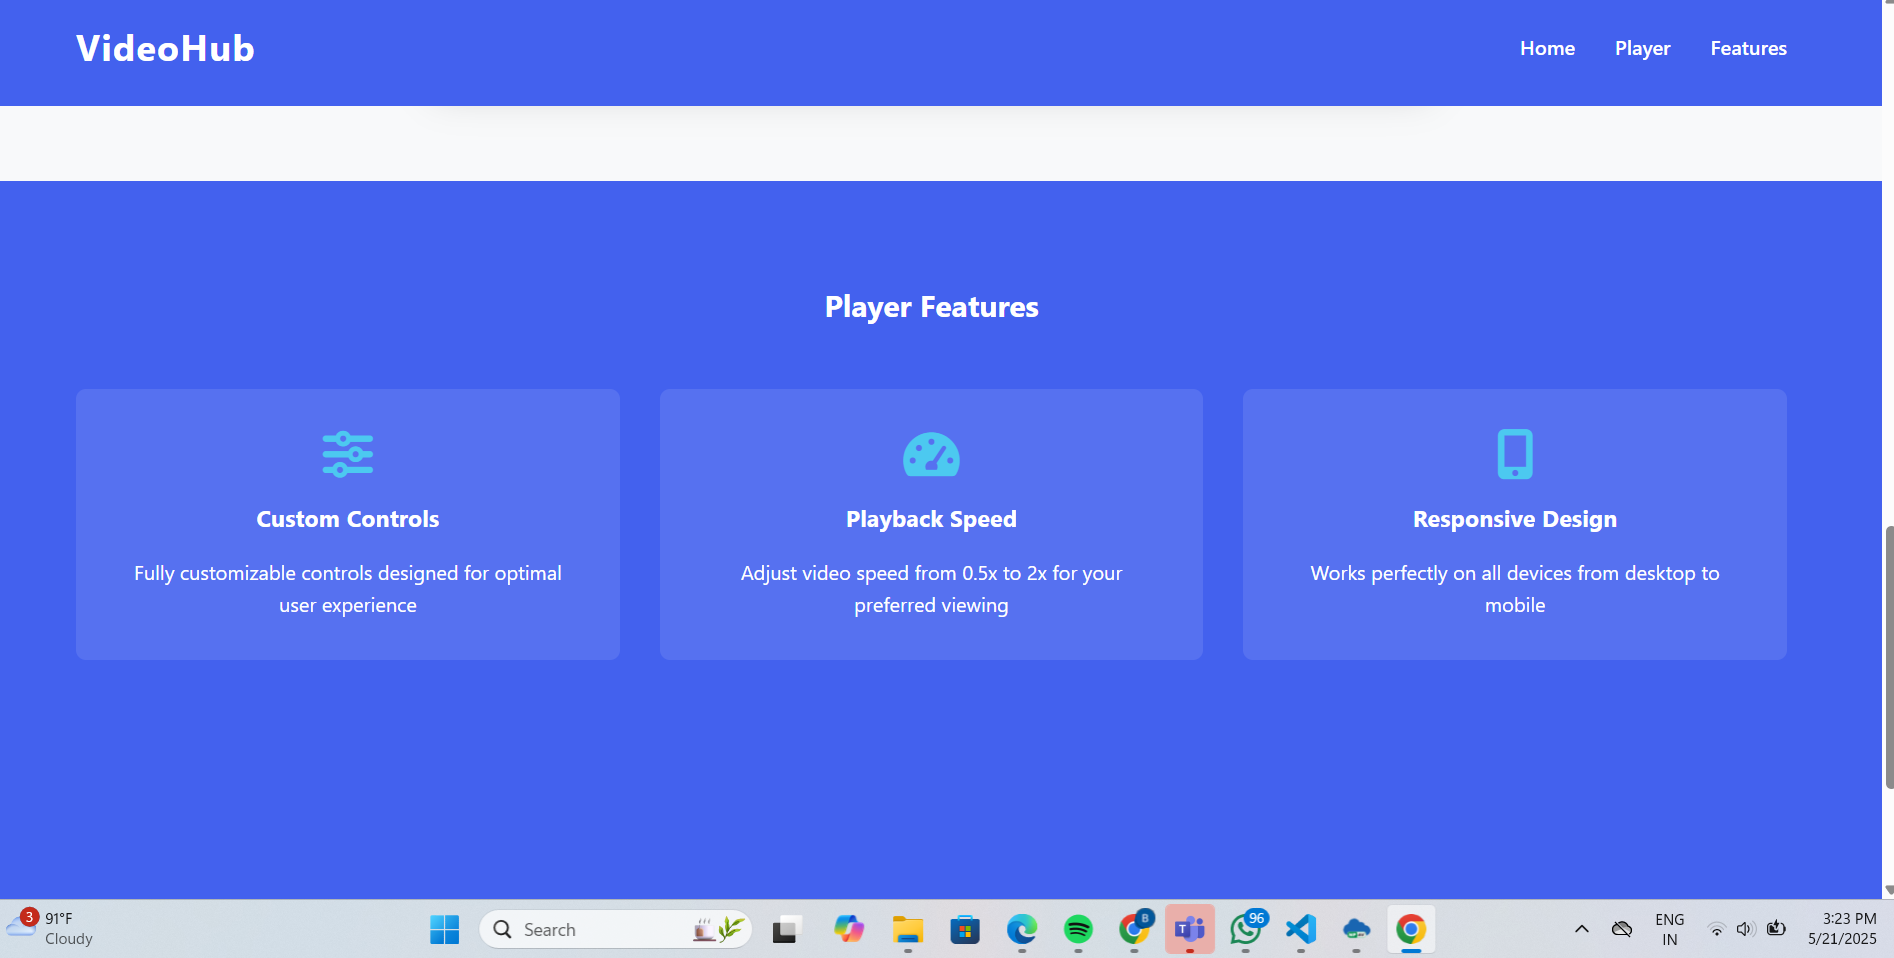 VideoHub
Home Player Features
Player Features
Custom Controls
Fully customizable controls designed for optimal
user experience
Playback Speed
Adjust video speed from 0.5x to 2x for your
preferred viewing
Responsive Design
Works perfectly on all devices from desktop to
mobile
3
91°F
Cloudy
Search
B
T
96
ENG
IN
3:23 PM
5/21/2025